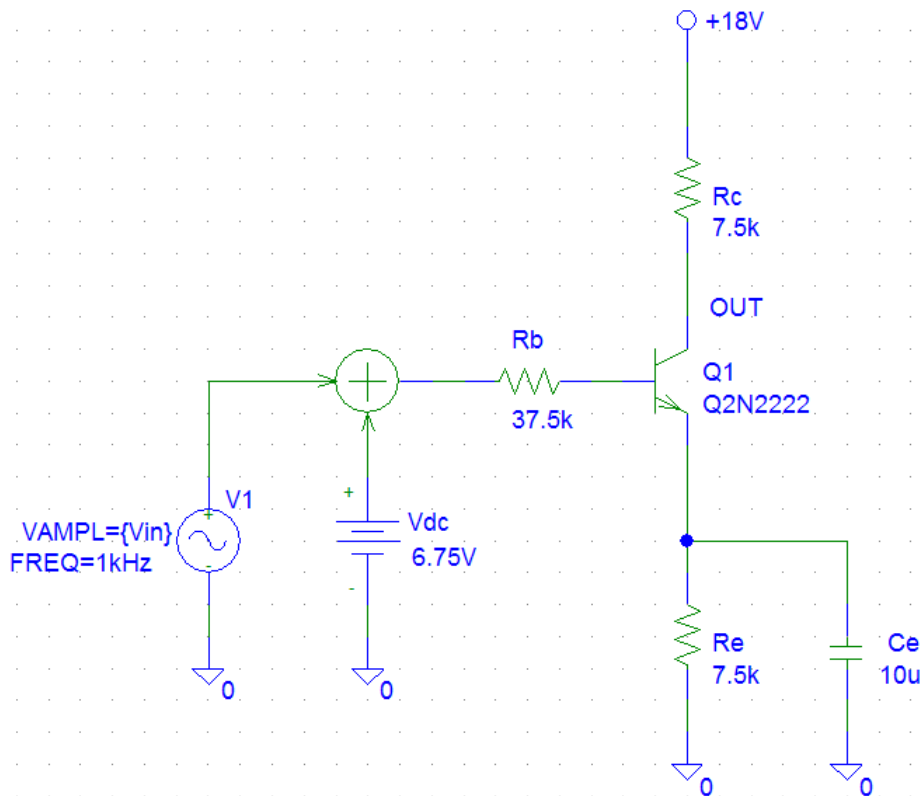 +18V
Rc
7.5k
OUT
Rb
37.5k
Q1
Q2N2222
V1
VAMPL={Vin}
FREQ=1kHz
+
-
+
Vdc
6.75V
-
Re
7.5k
Ce
10u
0
0
0
0